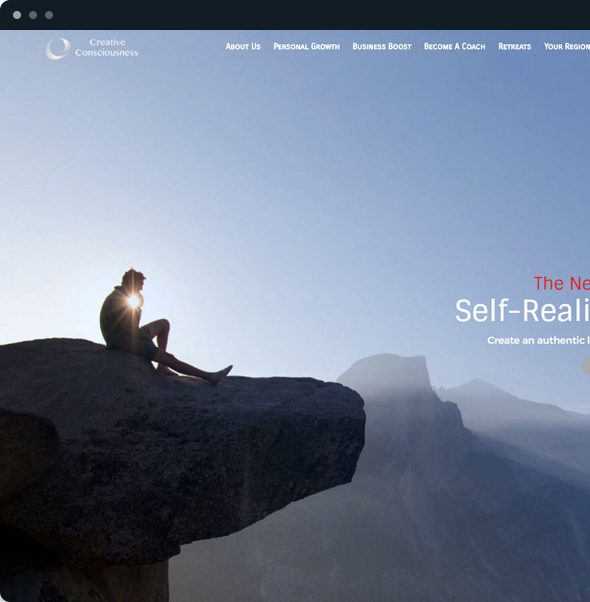 Creative
Consciousness
About Us Personal Growth Business Boost Become A Coach Retreats Your Region
The Ne
Self-Reali
Create an authentic l